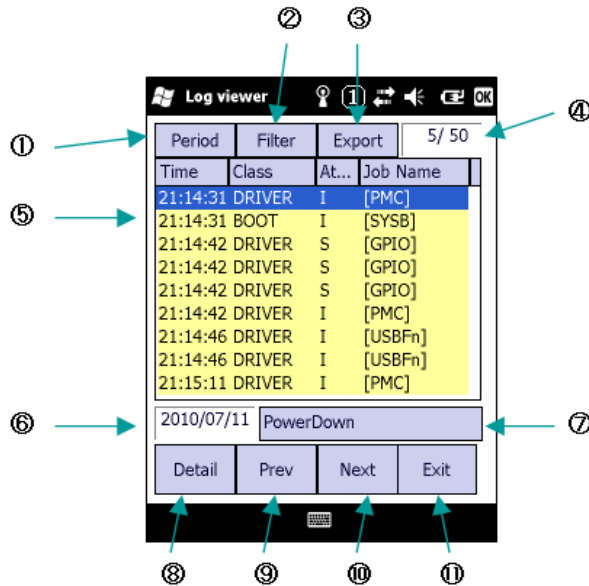 ② ③
Log viewer ① OK
④
①
Period Filter Export 5/ 50
Time Class At... Job Name
21:14:31 DRIVER I [PMC]
⑤
21:14:31 BOOT I [SYSB]
21:14:42 DRIVER S [GPIO]
21:14:42 DRIVER S [GPIO]
21:14:42 DRIVER S [GPIO]
21:14:42 DRIVER I [PMC]
21:14:46 DRIVER I [USBFn]
21:14:46 DRIVER I [USBFn]
21:15:11 DRIVER I [PMC]
⑥ 2010/07/11 PowerDown ⑦
Detail Prev Next Exit
⑧ ⑨ ⑩ ⑪